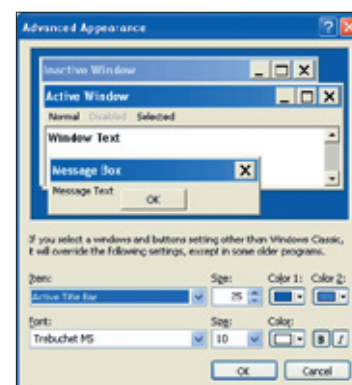 Advanced Appearance
Inactive Window
Active Window
Normal Disabled Selected
Window Text
Message Box
Message Text
OK
If you select a windows and buttons setting other than Windows Classic,
it will override the following settings, except in some older programs.
Item: Size: Color 1: Color 2:
Active Title Bar 25
Font: Size: Color:
Trebuchet MS 10 B I
OK Cancel